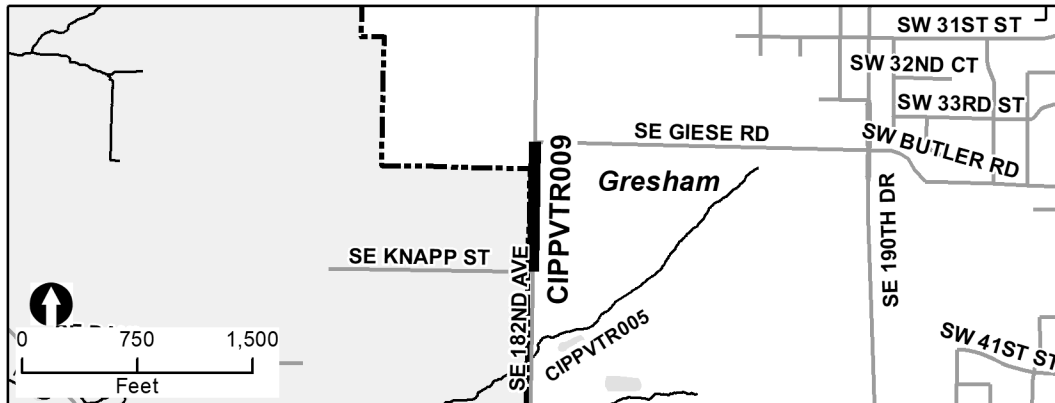 SW 31ST ST
SW 32ND CT
SW 33RD ST
SE GIESE RD
SW BUTLER RD
Gresham
CIPPVTR009
SE KNAPP ST
SE 182ND AVE
SE 190TH DR
CIPPVTR005
SW 41ST ST
0 750 1,500
Feet